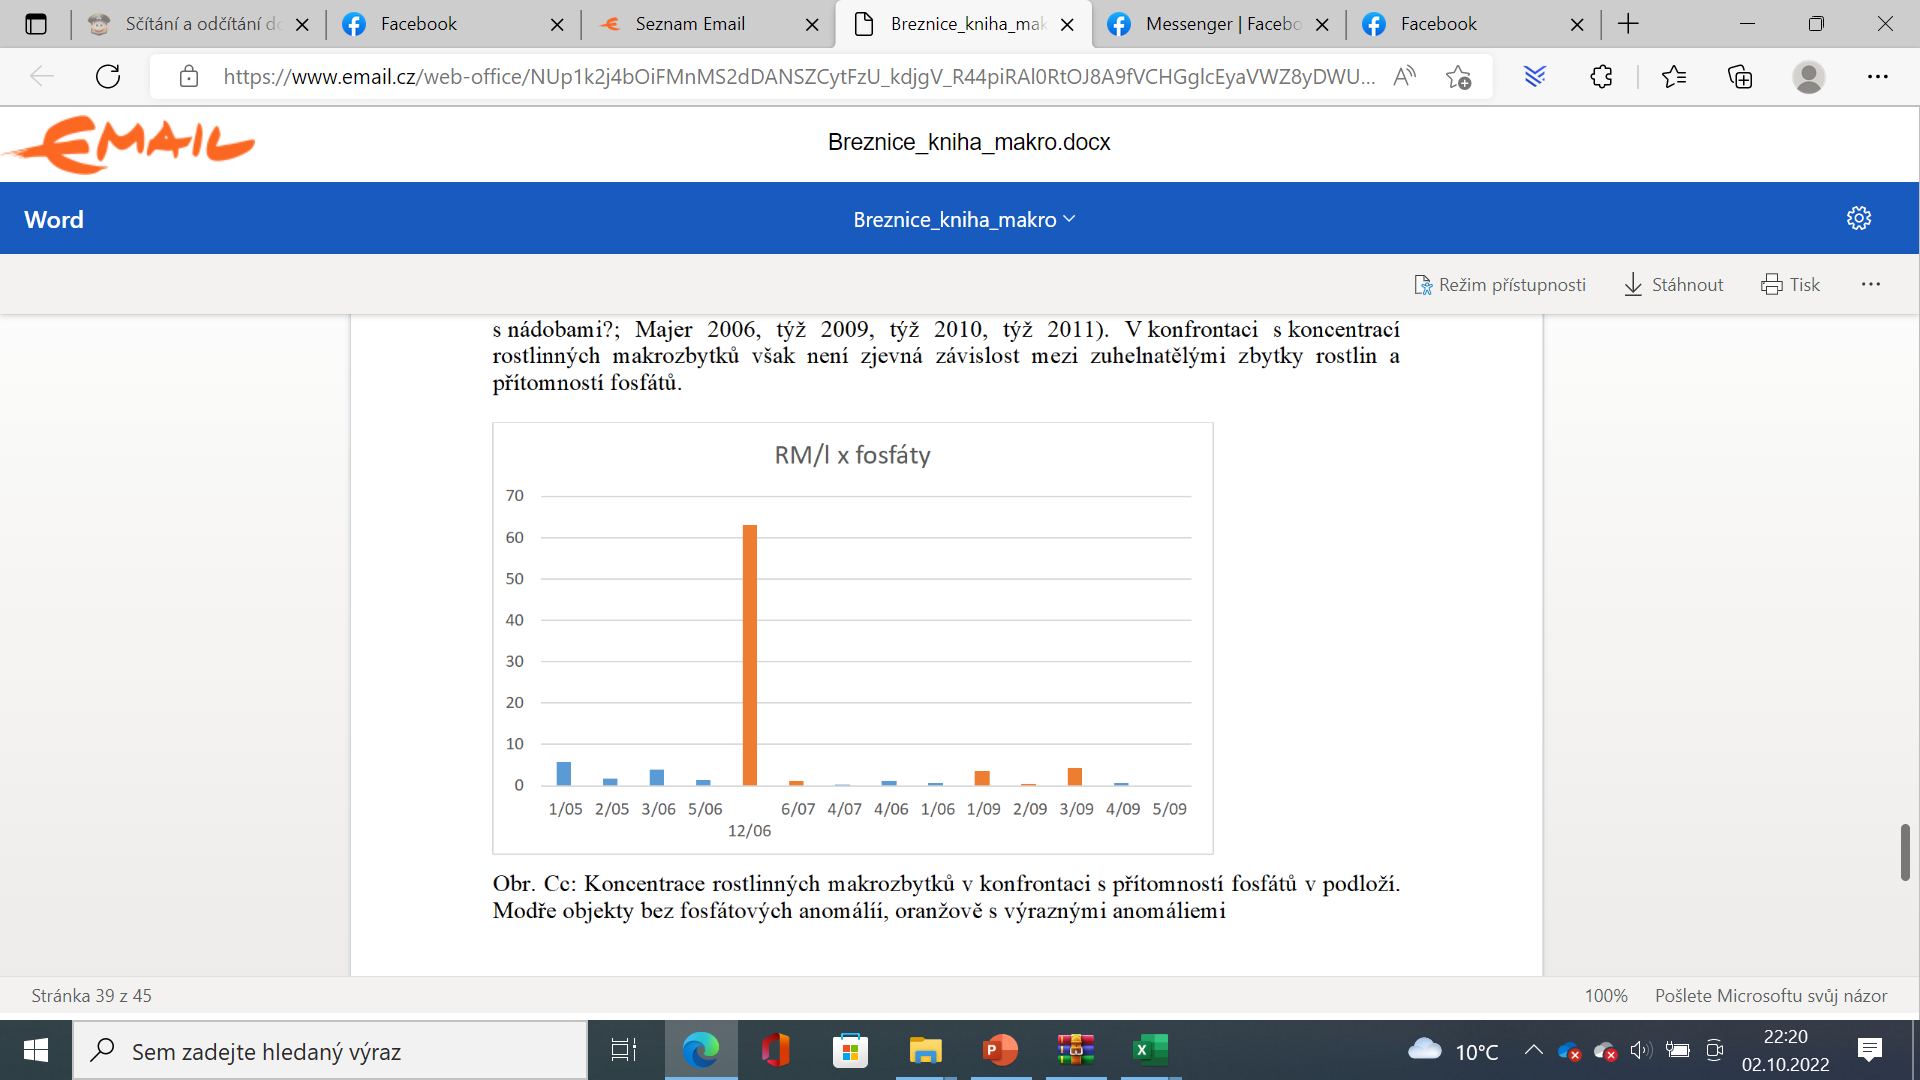 Sčítání a odčítání do
Facebook
Seznam Email
Breznice_kniha_mak
Messenger | Facebo
Facebook
https://www.email.cz/web-office/NUp1k2j4bOiFMnMS2dDANSZCytFzU_kdjgV_R44piRAl0RtOJ8A9fVCHGglcEyaVWZ8yDWU...
EMAIL
Breznice_kniha_makro.docx
Word
Breznice_kniha_makro
Režim přístupnosti
Stáhnout
Tisk
s nádobami?; Majer 2006, týž 2009, týž 2010, týž 2011). V konfrontaci s koncentrací
rostlinných makrozbytků však není zjevná závislost mezi zuhelnatělými zbytky rostlin a
přítomností fosfátů.
RM/l x fosfáty
70
60
50
40
30
20
10
0
1/05 2/05 3/06 5/06 12/06 6/07 4/07 4/06 1/06 1/09 2/09 3/09 4/09 5/09
Obr. Cc: Koncentrace rostlinných makrozbytků v konfrontaci s přítomností fosfátů v podloží.
Modře objekty bez fosfátových anomálíí, oranžově s výraznými anomáliemi
Stránka 39 z 45
100%
Pošlete Microsoftu svůj názor
Sem zadejte hledaný výraz
10°C
22:20
02.10.2022